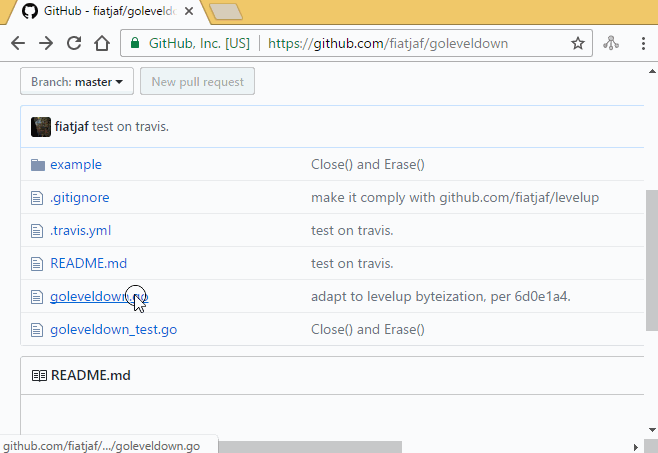 GitHub - fiatjaf/goleveldo
GitHub, Inc. [US] https://github.com/fiatjaf/goleveldown
Branch: master New pull request
fiatjaf test on travis.
example Close() and Erase()
.gitignore make it comply with github.com/fiatjaf/levelup
.travis.yml test on travis.
README.md test on travis.
goleveldown.go adapt to levelup byteization, per 6d0e1a4.
goleveldown_test.go Close() and Erase()
README.md
github.com/fiatjaf/.../goleveldown.go